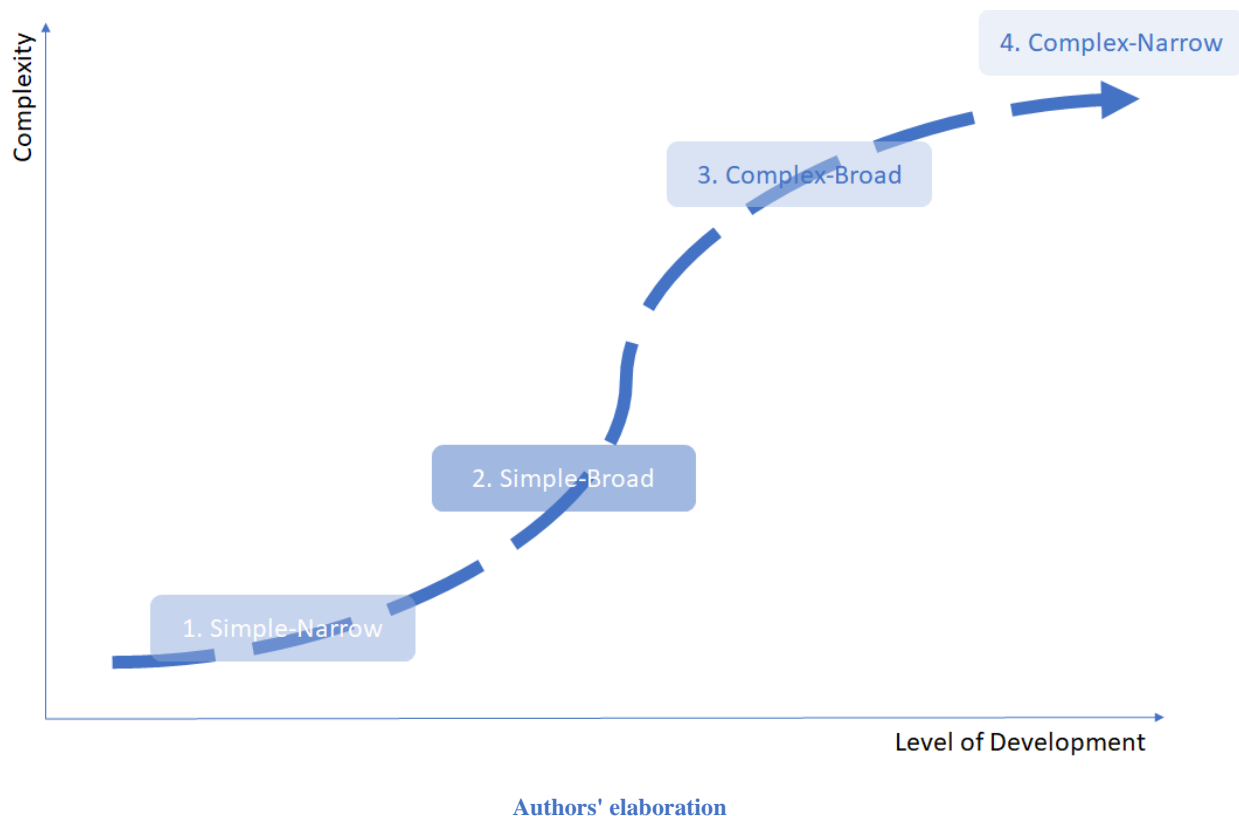 Complexity
4. Complex-Narrow
3. Complex-Broad
2. Simple-Broad
1. Simple-Narrow
Level of Development
Authors' elaboration